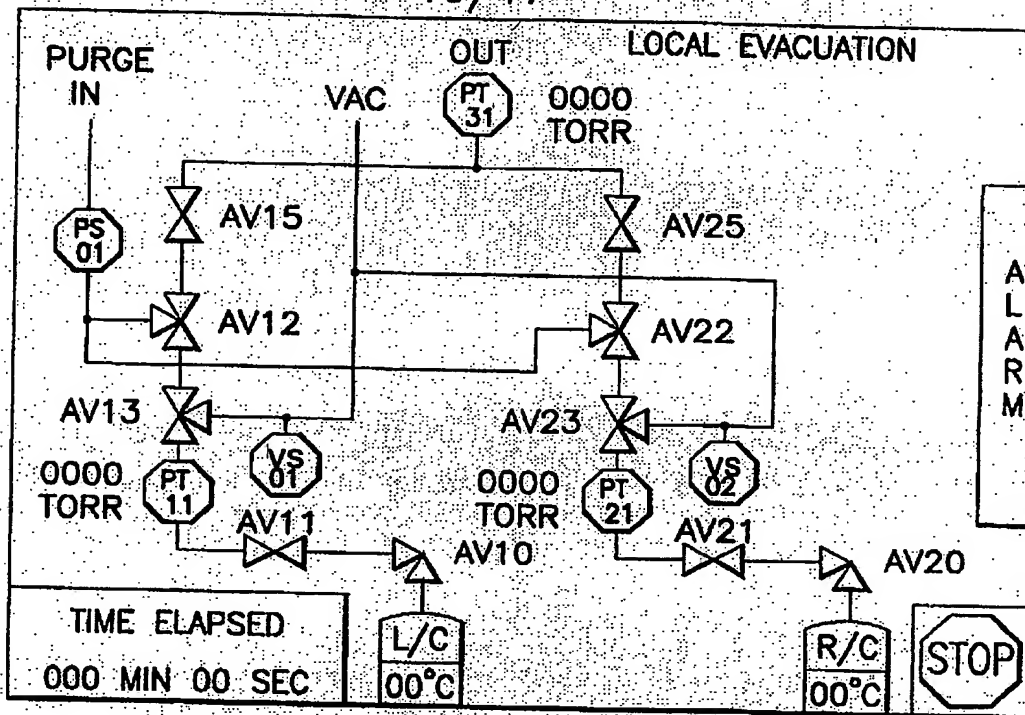 LOCAL EVACUATION
PURGE
IN
VAC
OUT
PT
31
0000
TORR
PS
01
AV15
AV25
AV12
AV22
AV13
AV23
VS
01
VS
02
0000
TORR
PT
11
0000
TORR
PT
21
AV11
AV10
AV21
AV20
A
L
A
R
M
TIME ELAPSED
000 MIN 00 SEC
L/C
00°C
R/C
00°C
STOP